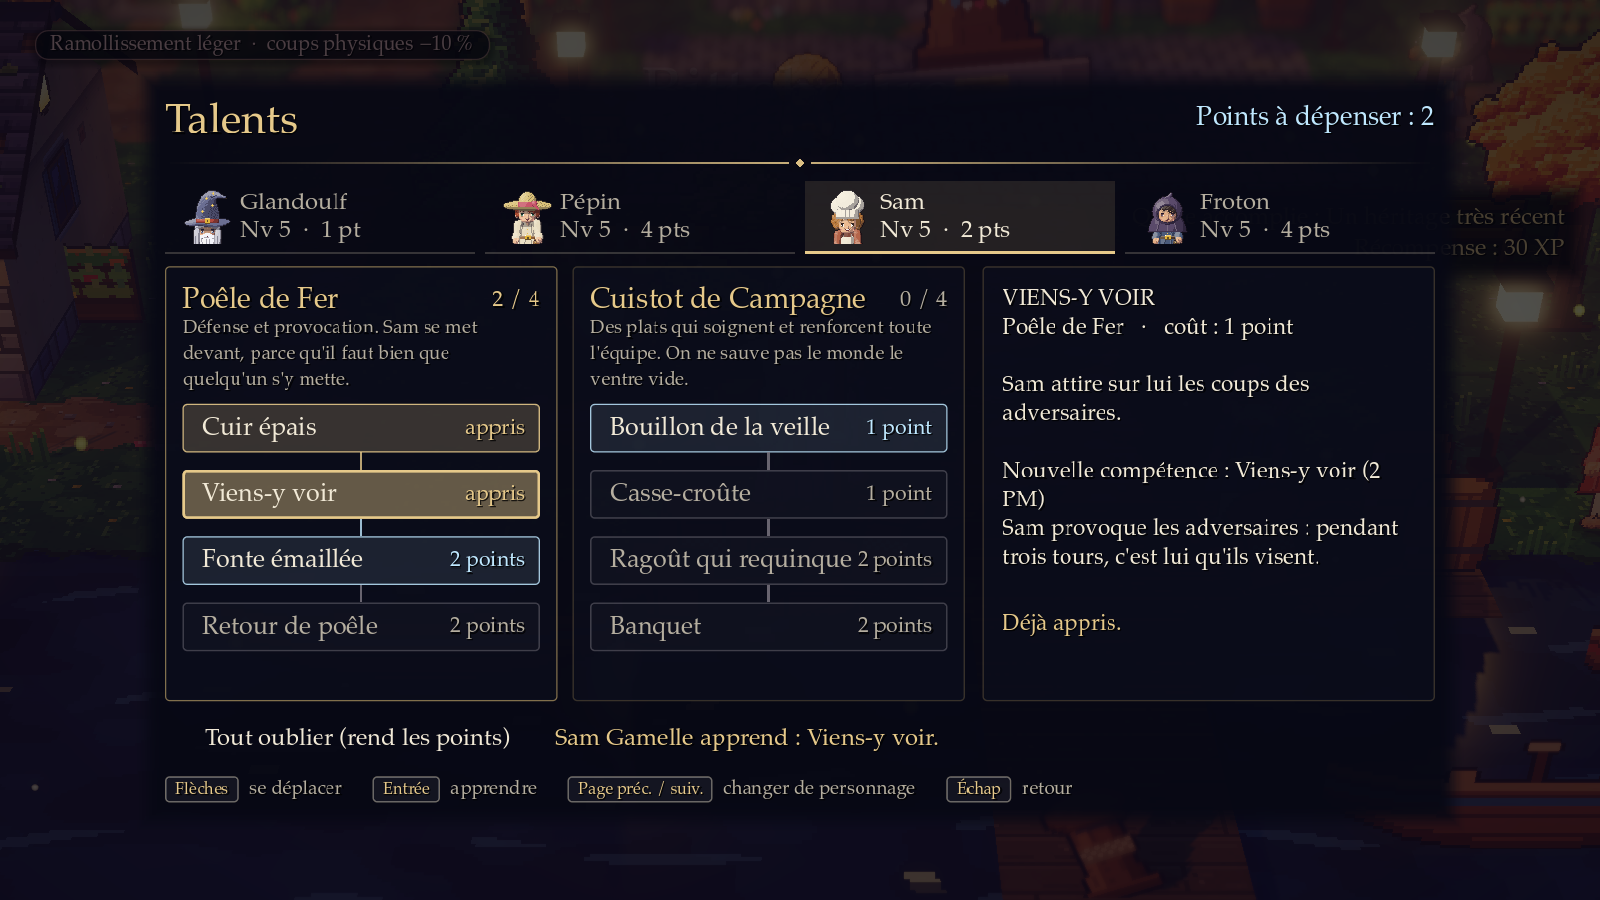 Ramollissement léger · coups physiques −10 %
Talents
Points à dépenser : 2
Glandoulf
Nv 5 · 1 pt
Pépin
Nv 5 · 4 pts
Sam
Nv 5 · 2 pts
Froton
Nv 5 · 4 pts
très récent
30 XP
Poêle de Fer
2 / 4
Défense et provocation. Sam se met
devant, parce qu'il faut bien que
quelqu'un s'y mette.
Cuir épais
appris
Viens-y voir
appris
Fonte émaillée
2 points
Retour de poêle
2 points
Cuistot de Campagne
0 / 4
Des plats qui soignent et renforcent toute
l'équipe. On ne sauve pas le monde le
ventre vide.
Bouillon de la veille
1 point
Casse-croûte
1 point
Ragoût qui requinque
2 points
Banquet
2 points
VIENS-Y VOIR
Poêle de Fer · coût : 1 point
Sam attire sur lui les coups des
adversaires.
Nouvelle compétence : Viens-y voir (2
PM)
Sam provoque les adversaires : pendant
trois tours, c'est lui qu'ils visent.
Déjà appris.
Tout oublier (rend les points)
Sam Gamelle apprend : Viens-y voir.
Flèches se déplacer
Entrée apprendre
Page préc. / suiv. changer de personnage
Échap retour